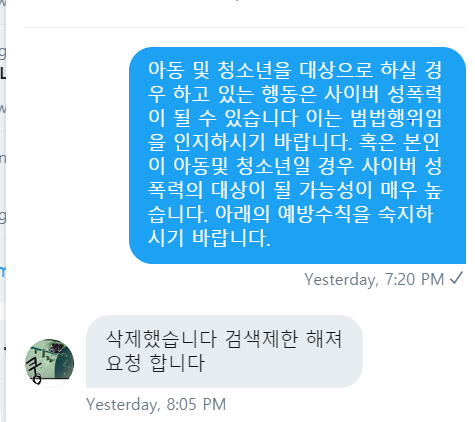 아동 및 청소년을 대상으로 하실 경
우 하고 있는 행동은 사이버 성폭력
이 될 수 있습니다 이는 범법행위임
을 인지하시기 바랍니다. 혹은 본인
이 아동및 청소년일 경우 사이버 성
폭력의 대상이 될 가능성이 매우 높
습니다. 아래의 예방수칙을 숙지하
시기 바랍니다.
Yesterday, 7:20 PM
삭제했습니다 검색제한 해져
요청 합니다
Yesterday, 8:05 PM